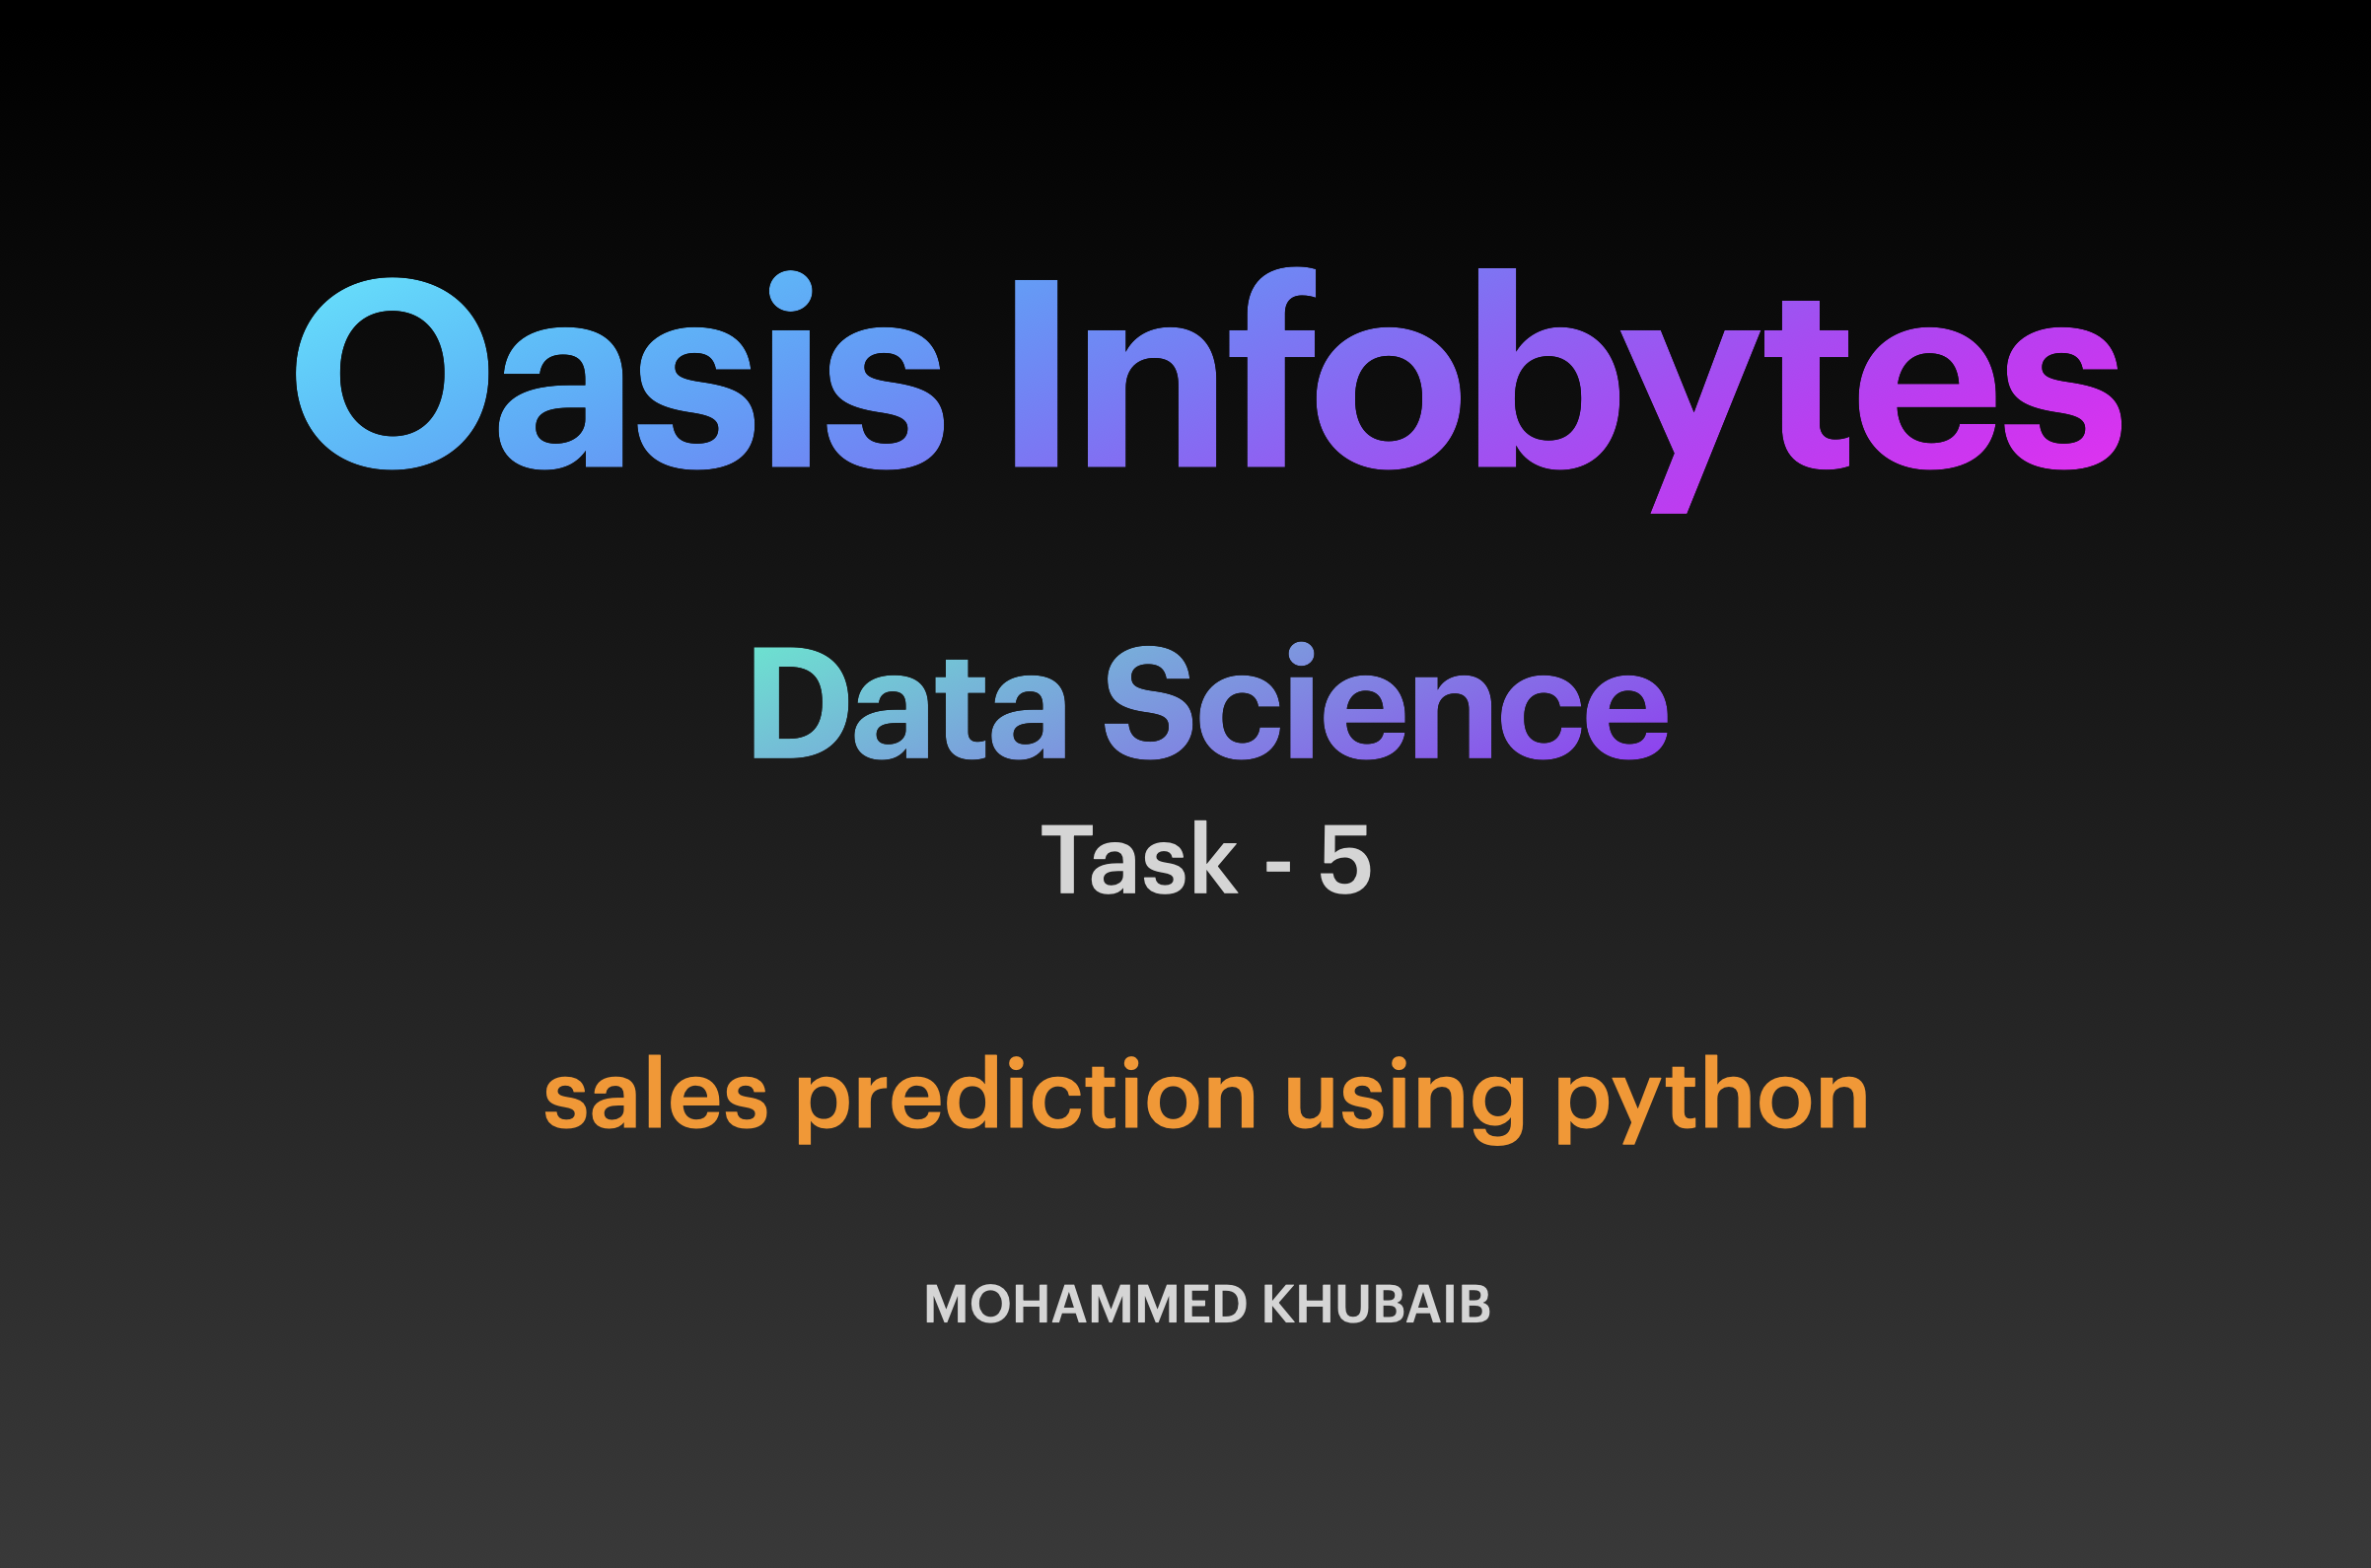 Oasis Infobytes
Data Science
Task - 5
sales prediction using python
MOHAMMED KHUBAIB